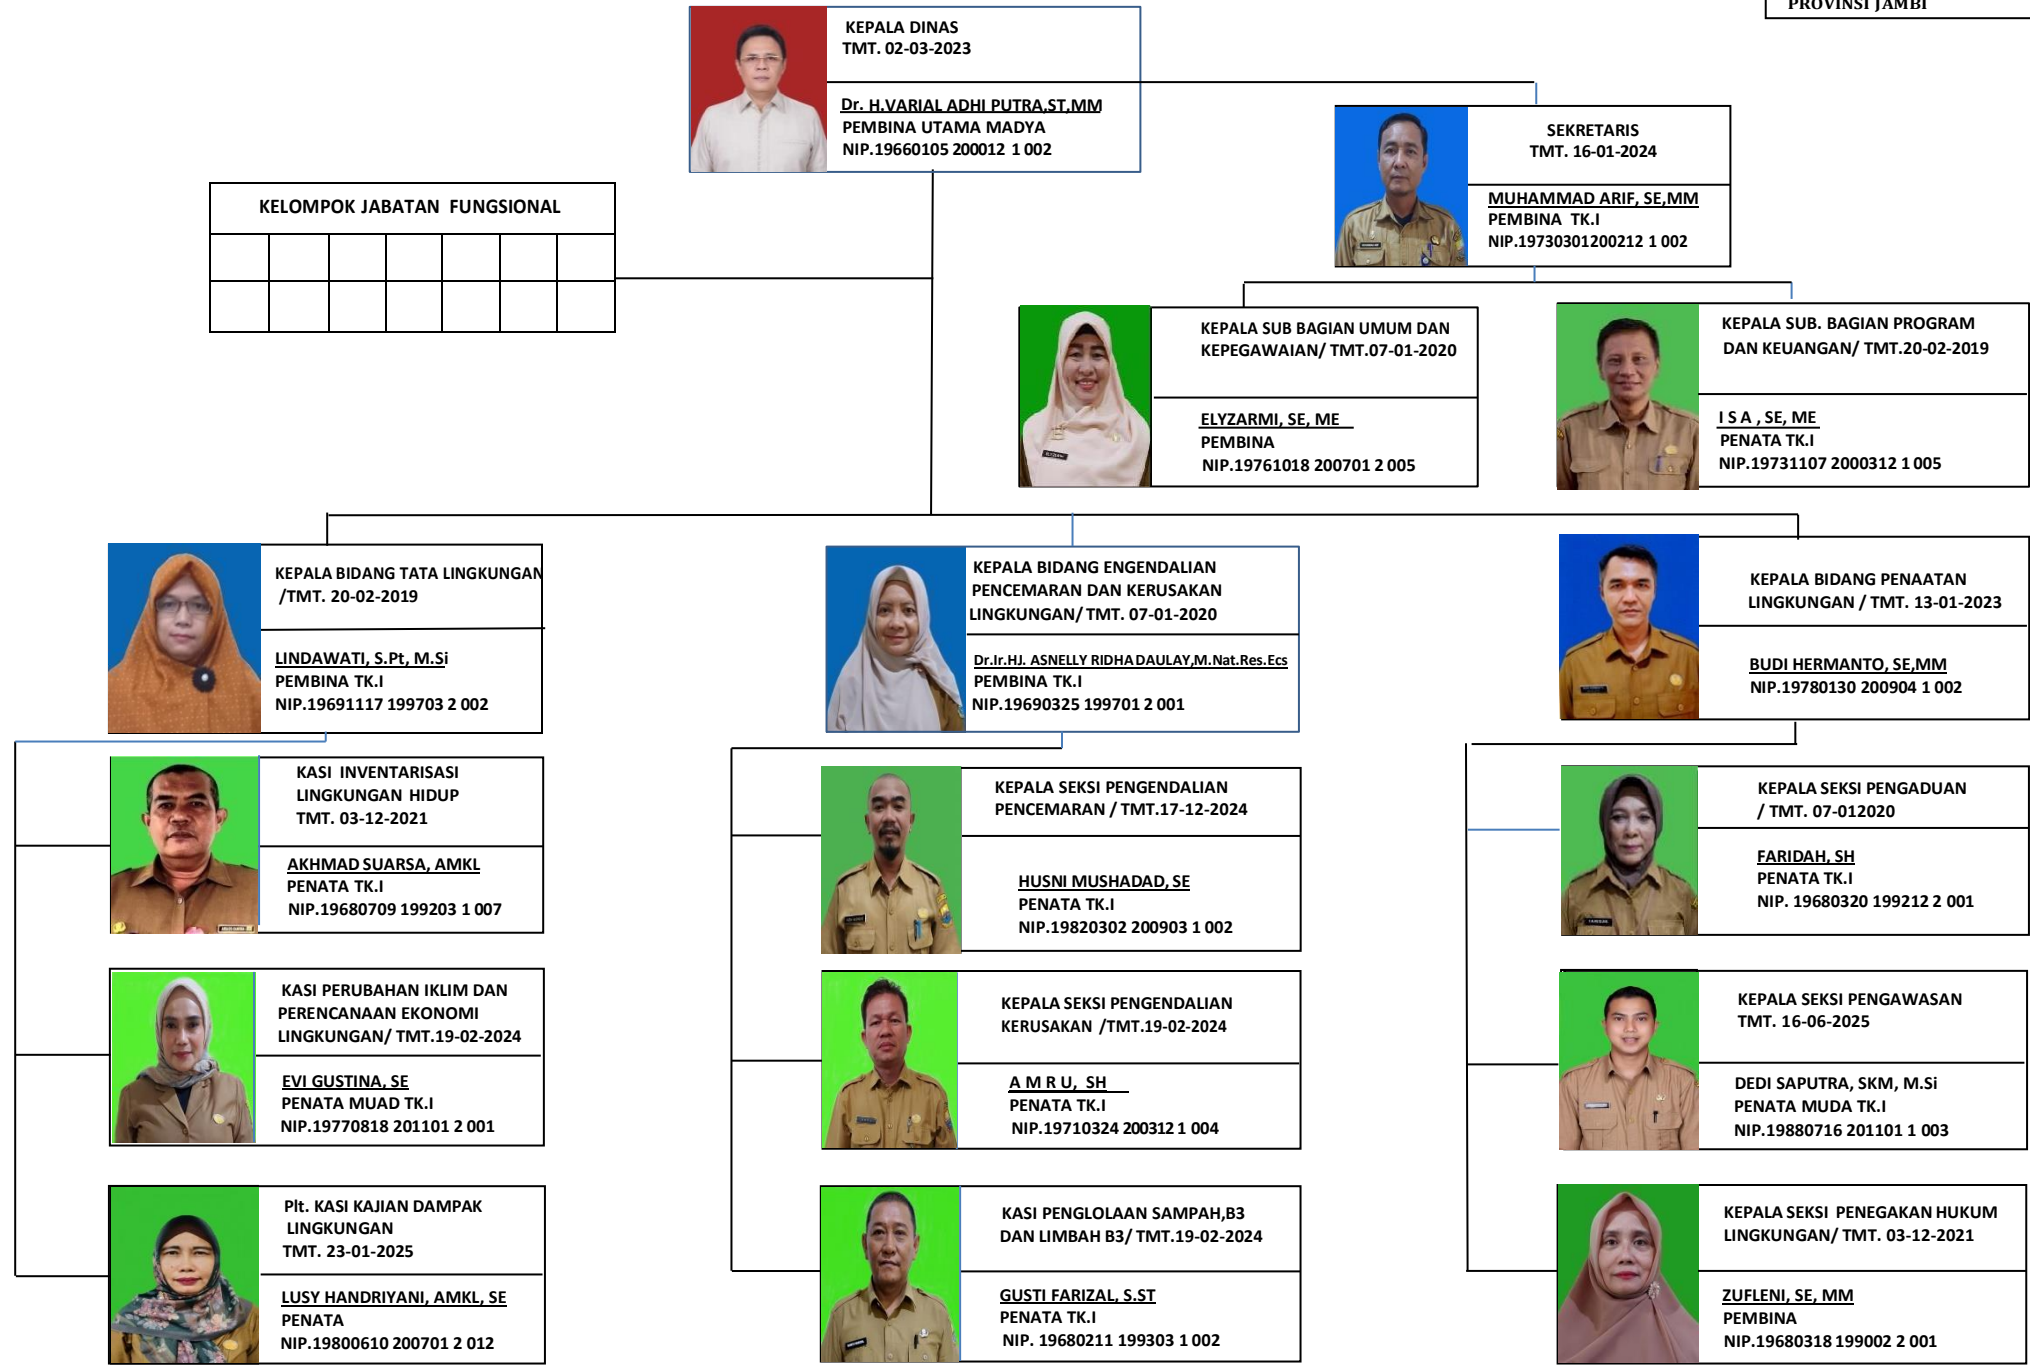 PROVINSI JAMBI
KEPALA DINAS
TMT. 02-03-2023
Dr. H.VARIAL ADHI PUTRA,ST,MM
PEMBINA UTAMA MADYA
NIP.19660105 200012 1 002
SEKRETARIS
TMT. 16-01-2024
MUHAMMAD ARIF, SE,MM
PEMBINA TK.I
NIP.19730301200212 1 002
KELOMPOK JABATAN FUNGSIONAL
KEPALA SUB BAGIAN UMUM DAN
KEPEGAWAIAN/ TMT.07-01-2020
ELYZARMI, SE, ME
PEMBINA
NIP.19761018 200701 2 005
KEPALA SUB. BAGIAN PROGRAM
DAN KEUANGAN/ TMT.20-02-2019
I S A , SE, ME
PENATA TK.I
NIP.19731107 2000312 1 005
KEPALA BIDANG TATA LINGKUNGAN
/TMT. 20-02-2019
LINDAWATI, S.Pt, M.Si
PEMBINA TK.I
NIP.19691117 199703 2 002
KEPALA BIDANG ENGENDALIAN
PENCEMARAN DAN KERUSAKAN
LINGKUNGAN/ TMT. 07-01-2020
Dr.Ir.HJ. ASNELLY RIDHA DAULAY,M.Nat.Res.Ecs
PEMBINA TK.I
NIP.19690325 199701 2 001
KEPALA BIDANG PENAATAN
LINGKUNGAN / TMT. 13-01-2023
BUDI HERMANTO, SE,MM
NIP.19780130 200904 1 002
KASI INVENTARISASI
LINGKUNGAN HIDUP
TMT. 03-12-2021
AKHMAD SUARSA, AMKL
PENATA TK.I
NIP.19680709 199203 1 007
KEPALA SEKSI PENGENDALIAN
PENCEMARAN / TMT.17-12-2024
HUSNI MUSHADAD, SE
PENATA TK.I
NIP.19820302 200903 1 002
KEPALA SEKSI PENGADUAN
/ TMT. 07-012020
FARIDAH, SH
PENATA TK.I
NIP. 19680320 199212 2 001
KASI PERUBAHAN IKLIM DAN
PERENCANAAN EKONOMI
LINGKUNGAN/ TMT.19-02-2024
EVI GUSTINA, SE
PENATA MUAD TK.I
NIP.19770818 201101 2 001
KEPALA SEKSI PENGENDALIAN
KERUSAKAN /TMT.19-02-2024
A M R U, SH
PENATA TK.I
NIP.19710324 200312 1 004
KEPALA SEKSI PENGAWASAN
TMT. 16-06-2025
DEDI SAPUTRA, SKM, M.Si
PENATA MUDA TK.I
NIP.19880716 201101 1 003
Plt. KASI KAJIAN DAMPAK
LINGKUNGAN
TMT. 23-01-2025
LUSY HANDRIYANI, AMKL, SE
PENATA
NIP.19800610 200701 2 012
KASI PENGLOLAAN SAMPAH,B3
DAN LIMBAH B3/ TMT.19-02-2024
GUSTI FARIZAL, S.ST
PENATA TK.I
NIP. 19680211 199303 1 002
KEPALA SEKSI PENEGAKAN HUKUM
LINGKUNGAN/ TMT. 03-12-2021
ZUFLENI, SE, MM
PEMBINA
NIP.19680318 199002 2 001